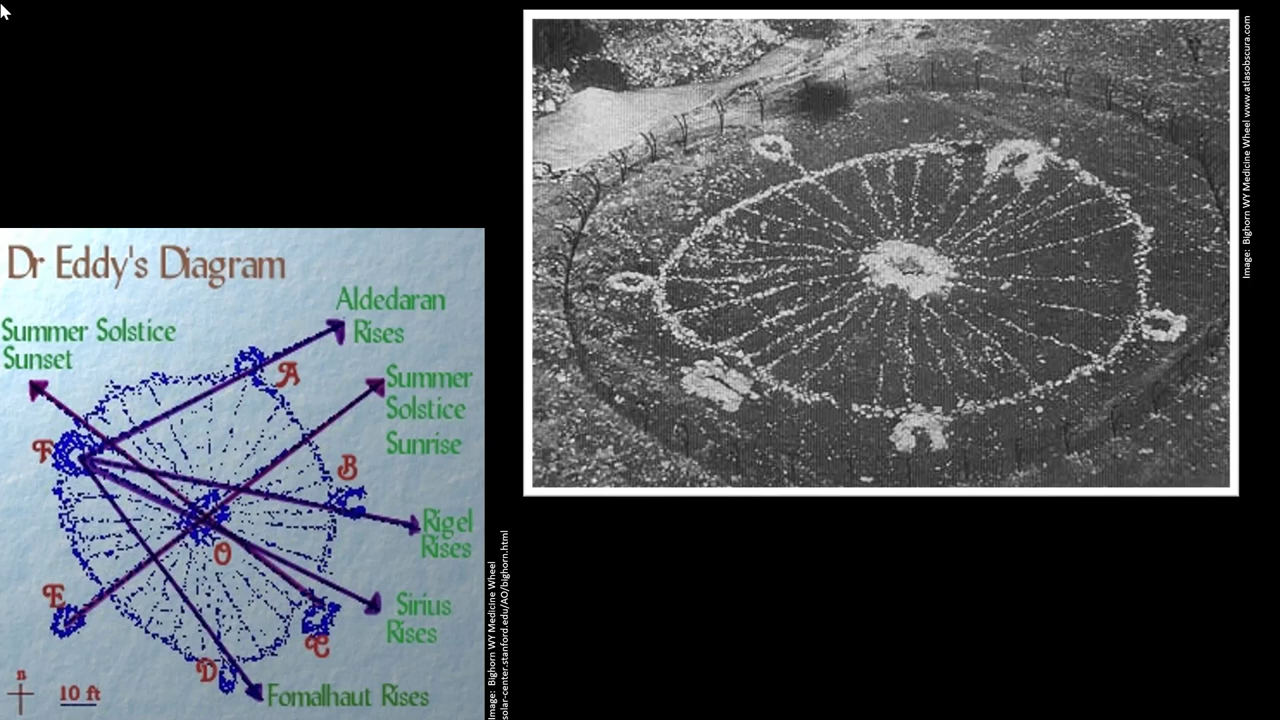 Dr Eddy's Diagram
Aldedaran
Rises
Summer Solstice
Sunset
A
Summer
Solstice
Sunrise
F
B
Rigel
Rises
O
E
Sirius
Rises
C
D
n
10 ft
Fomalhaut Rises
Image: Bighorn WY Medicine Wheel
solar-center.stanford.edu/AO/bighorn.html
Image: Bighorn WY Medicine Wheel www.atlasobscura.com